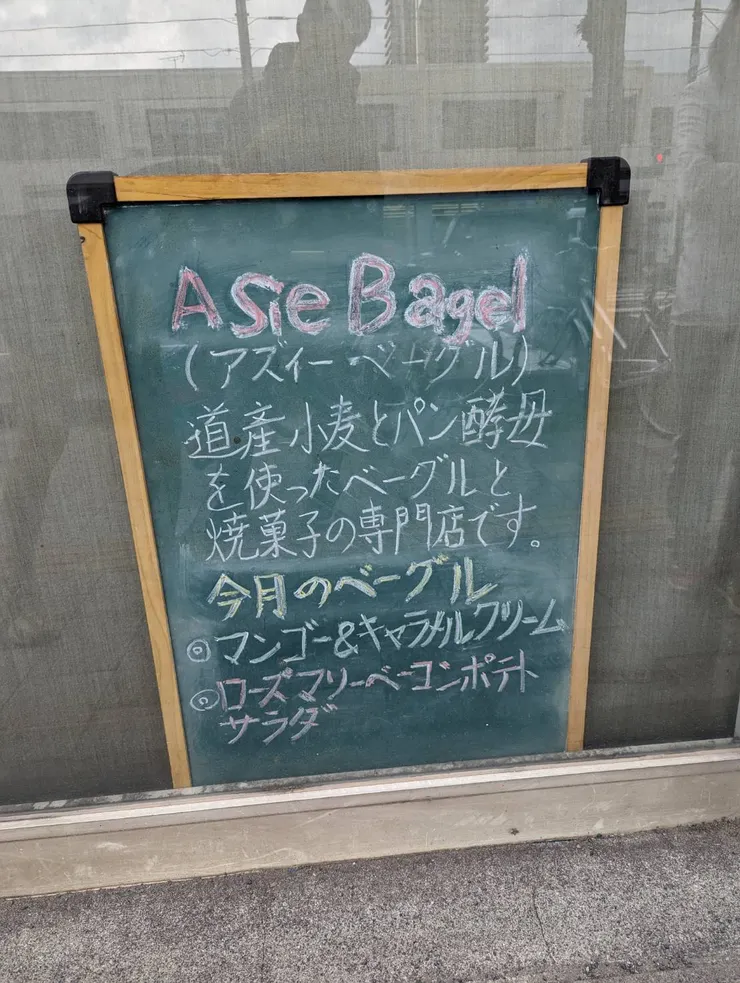 Asie Bagel
(アズィーベーグル)
道産小麦とパン酵母
を使ったベーグルと
焼菓子の専門店です。
今月のベーグル
◎マンゴー&キャラメルクリーム
◎ローズマリーベーコンポテト
サラダ